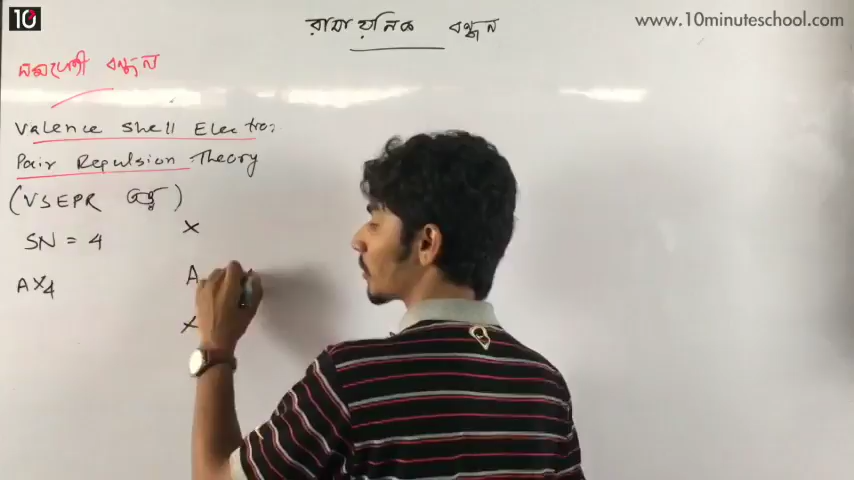 10
রাসায়নিক বন্ধন
www.10minuteschool.com
সমযোজী বন্ধন
Valence Shell Electron
Pair Repulsion Theory
(VSEPR তত্ত্ব)
SN = 4
AX4
X
A
X